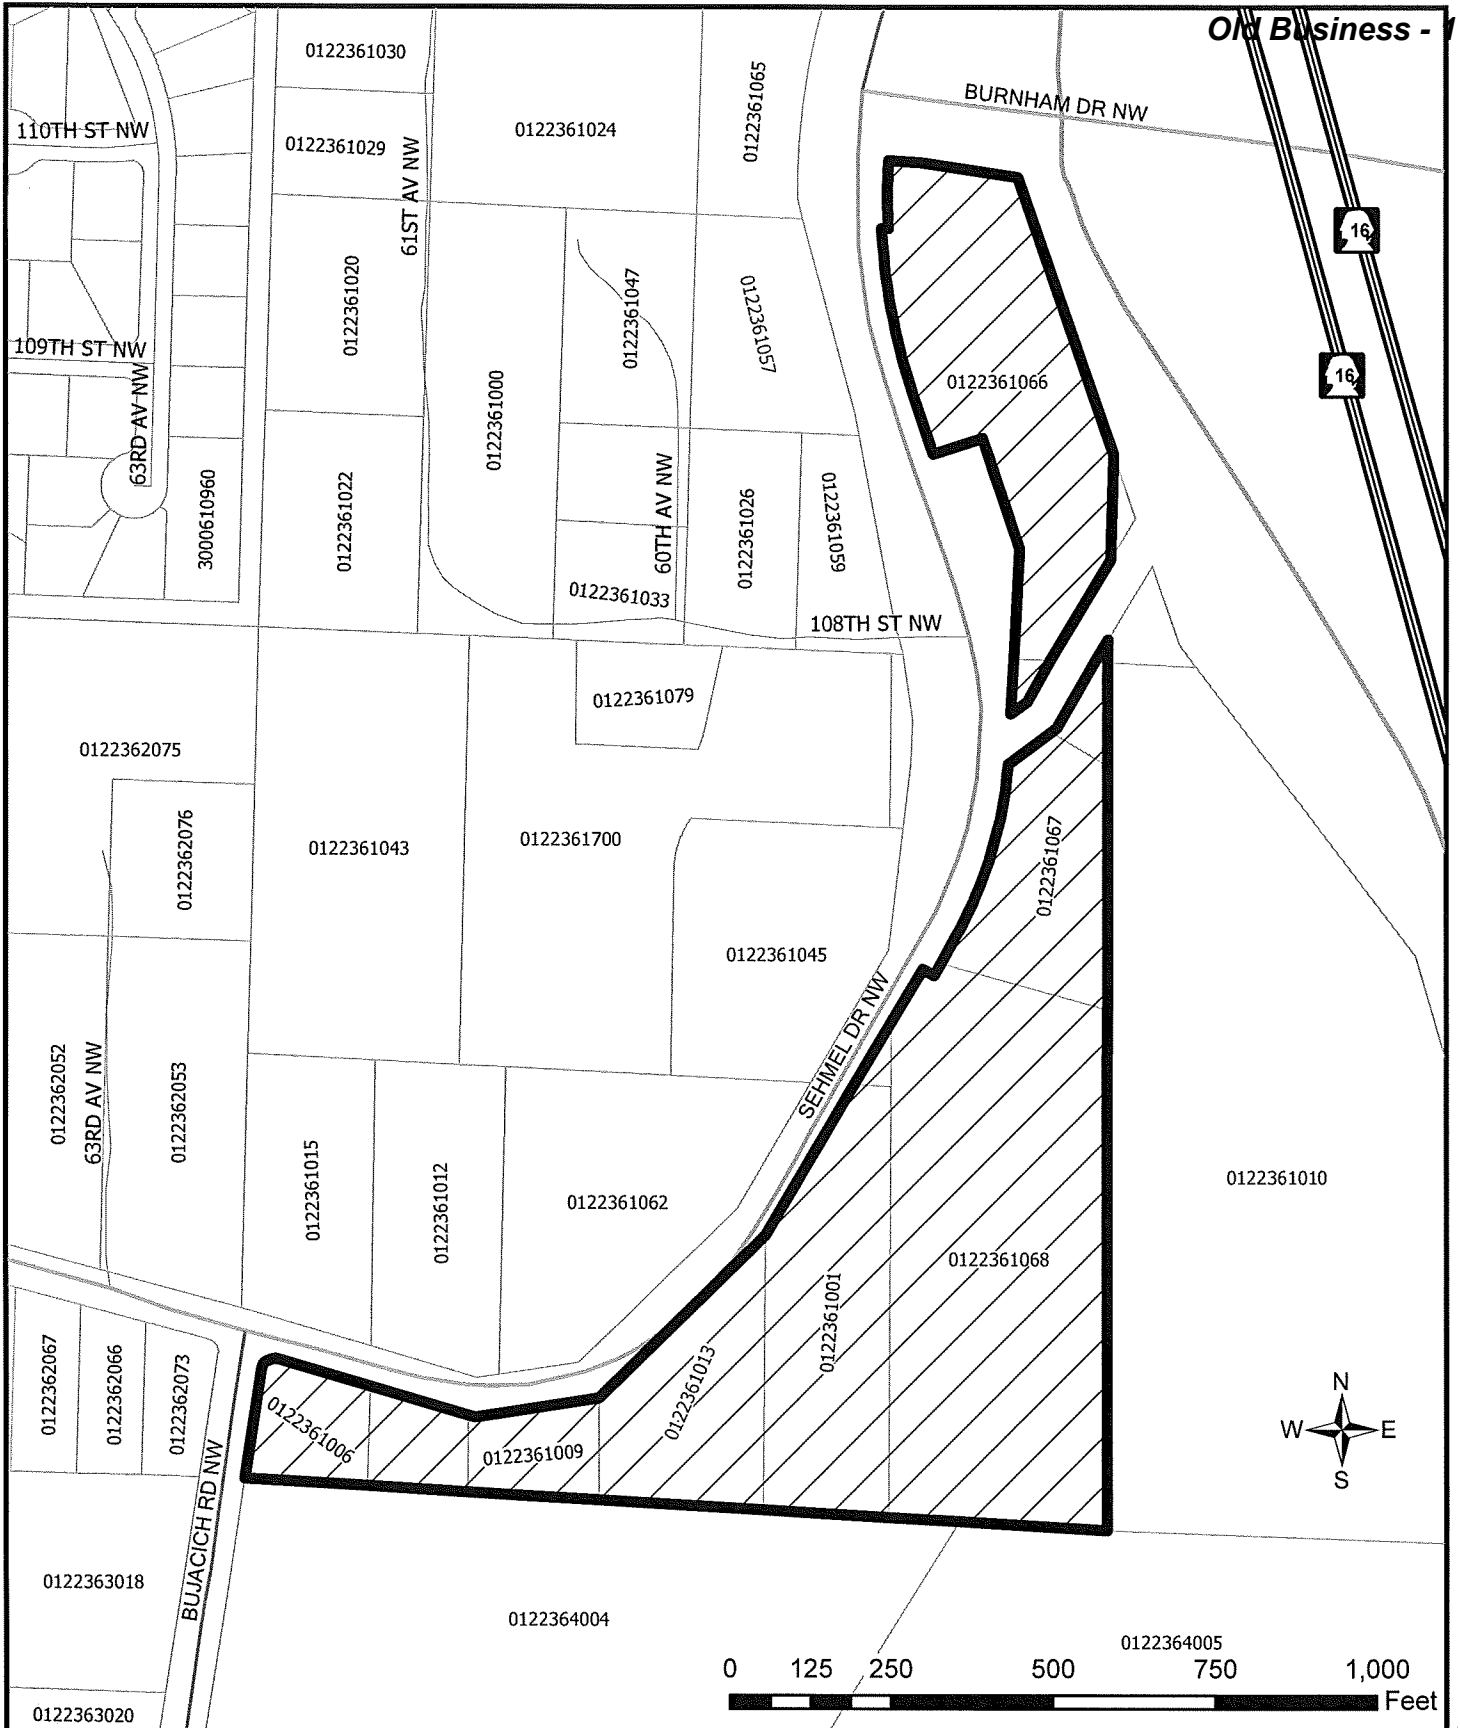 Old Business - 1
0122361030
0122361065
BURNHAM DR NW
110TH ST NW
0122361024
0122361029
61ST AV NW
16
0122361020
0122361047
0122361057
109TH ST NW
16
0122361066
63RD AV NW
0122361000
3000610960
0122361022
60TH AV NW
0122361026
0122361059
0122361033
108TH ST NW
0122361079
0122362075
0122362076
0122361043
0122361700
0122361067
0122361045
SEHMEL DR NW
0122362052
63RD AV NW
0122362053
0122361015
0122361012
0122361062
0122361010
0122361068
0122361001
0122361013
0122362067
0122362066
0122362073
0122361006
0122361009
N
W E
S
BUJACICH RD NW
0122363018
0122364004
0122364005
0 125 250 500 750 1,000
Feet
0122363020